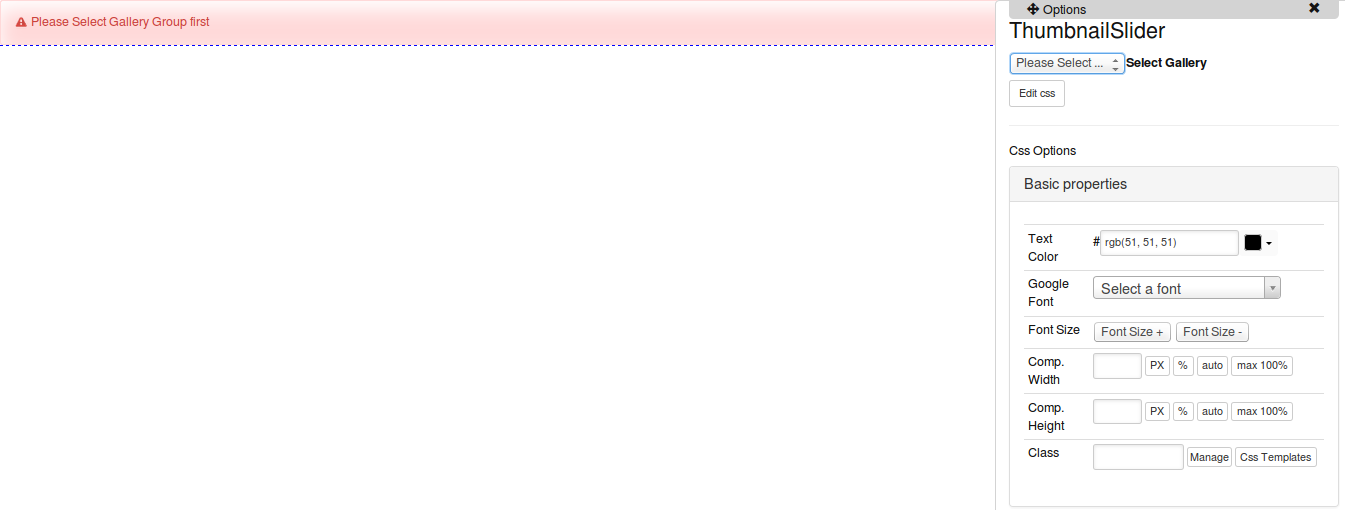 Please Select Gallery Group first
Options
ThumbnailSlider
Please Select ... Select Gallery
Edit css
Css Options
Basic properties
Text Color # rgb(51, 51, 51)
Google Font Select a font
Font Size Font Size + Font Size -
Comp. Width PX % auto max 100%
Comp. Height PX % auto max 100%
Class Manage Css Templates